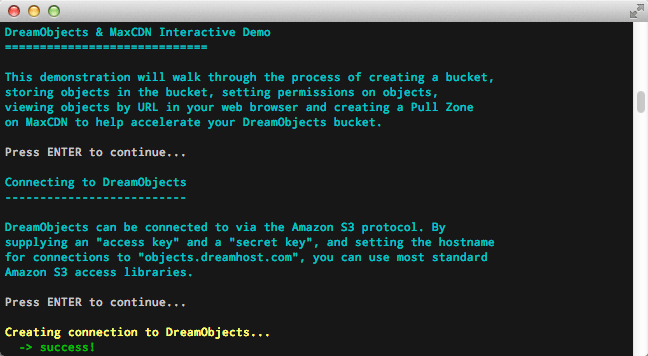 DreamObjects & MaxCDN Interactive Demo
=============================
This demonstration will walk through the process of creating a bucket,
storing objects in the bucket, setting permissions on objects,
viewing objects by URL in your web browser and creating a Pull Zone
on MaxCDN to help accelerate your DreamObjects bucket.
Press ENTER to continue...
Connecting to DreamObjects
--------------------------
DreamObjects can be connected to via the Amazon S3 protocol. By
supplying an "access key" and a "secret key", and setting the hostname
for connections to "objects.dreamhost.com", you can use most standard
Amazon S3 access libraries.
Press ENTER to continue...
Creating connection to DreamObjects...
-> success!